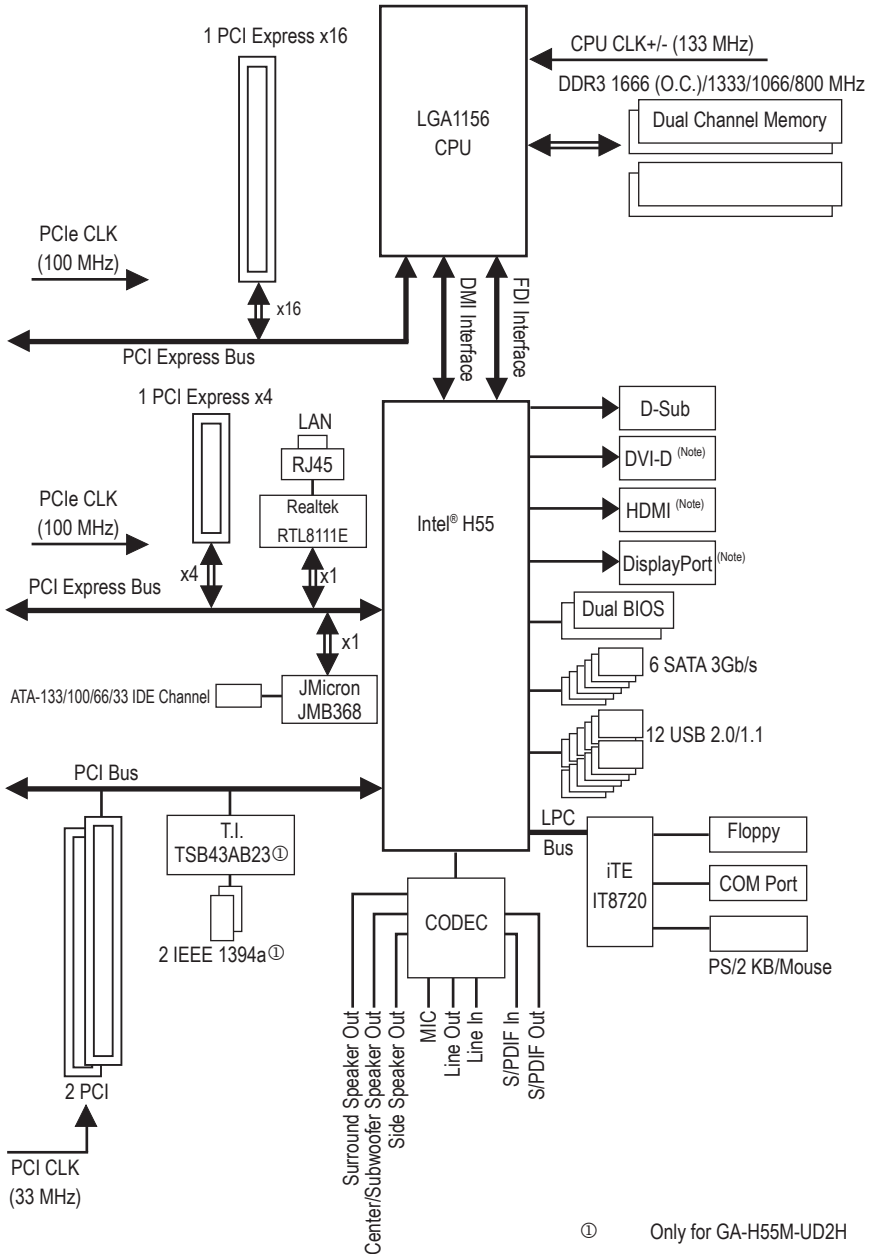 1 PCI Express x16
CPU CLK+/- (133 MHz)
DDR3 1666 (O.C.)/1333/1066/800 MHz
LGA1156
CPU
Dual Channel Memory
PCIe CLK
(100 MHz)
x16
DMI Interface
FDI Interface
PCI Express Bus
1 PCI Express x4
LAN
RJ45
Realtek
RTL8111E
PCIe CLK
(100 MHz)
x4
x1
PCI Express Bus
x1
ATA-133/100/66/33 IDE Channel
JMicron
JMB368
Intel® H55
D-Sub
DVI-D (Note)
HDMI (Note)
DisplayPort (Note)
Dual BIOS
6 SATA 3Gb/s
12 USB 2.0/1.1
PCI Bus
T.I.
TSB43AB23①
2 IEEE 1394a①
LPC
Bus
iTE
IT8720
Floppy
COM Port
PS/2 KB/Mouse
CODEC
Surround Speaker Out
Center/Subwoofer Speaker Out
Side Speaker Out
MIC
Line Out
Line In
S/PDIF In
S/PDIF Out
2 PCI
PCI CLK
(33 MHz)
① Only for GA-H55M-UD2H